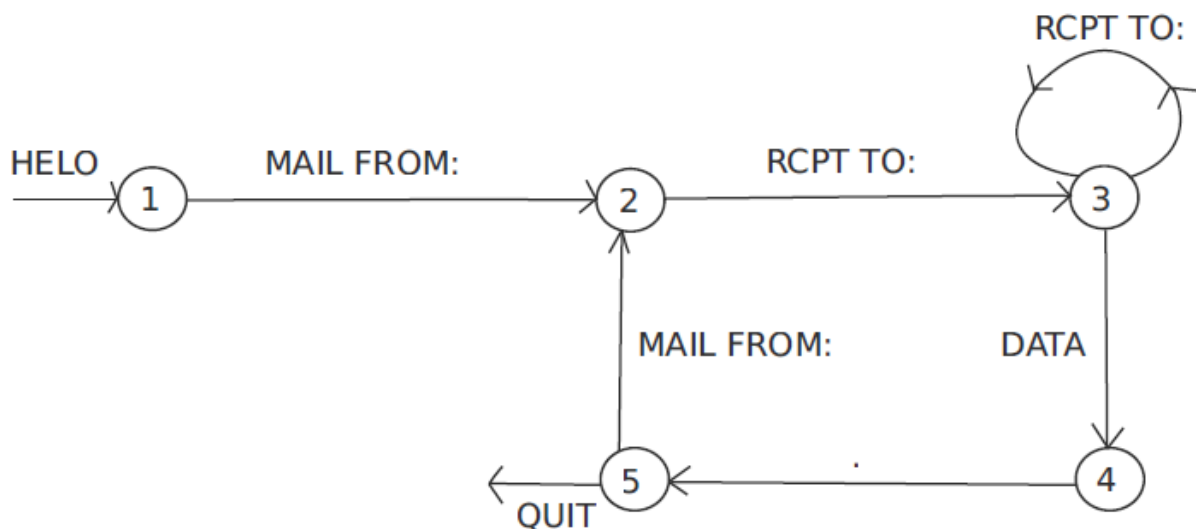 RCPT TO:
HELO
MAIL FROM:
RCPT TO:
1
2
3
MAIL FROM:
DATA
.
5
4
QUIT